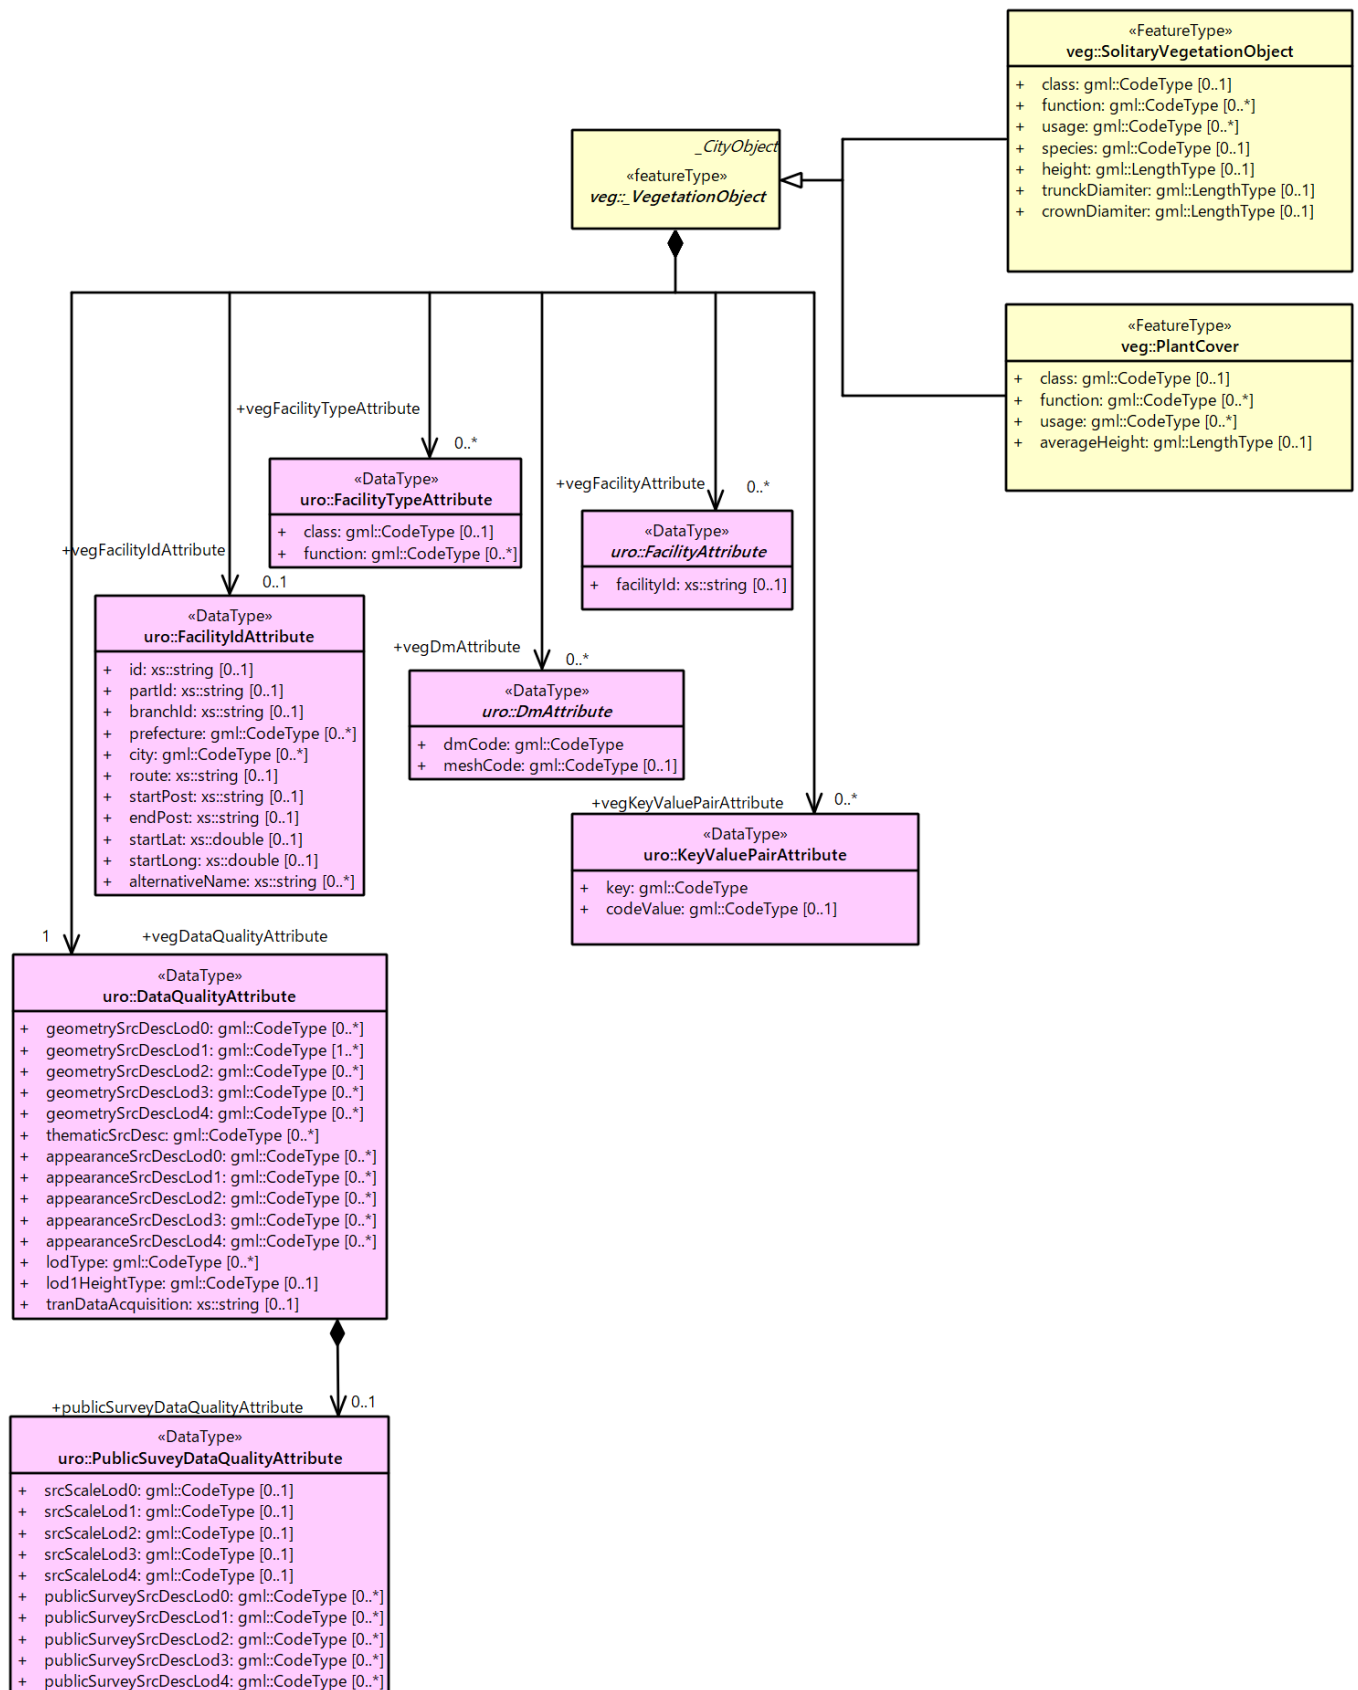 «FeatureType»
veg::SolitaryVegetationObject
+ class: gml::CodeType [0..1]
+ function: gml::CodeType [0..*]
+ usage: gml::CodeType [0..*]
+ species: gml::CodeType [0..1]
+ height: gml::LengthType [0..1]
+ trunckDiamiter: gml::LengthType [0..1]
+ crownDiamiter: gml::LengthType [0..1]
_CityObject
«featureType»
veg::_VegetationObject
«FeatureType»
veg::PlantCover
+ class: gml::CodeType [0..1]
+ function: gml::CodeType [0..*]
+ usage: gml::CodeType [0..*]
+ averageHeight: gml::LengthType [0..1]
+vegFacilityTypeAttribute
0..*
«DataType»
uro::FacilityTypeAttribute
+ class: gml::CodeType [0..1]
+ function: gml::CodeType [0..*]
+vegFacilityAttribute
0..*
«DataType»
uro::FacilityAttribute
+ facilityId: xs::string [0..1]
+vegFacilityIdAttribute
0..1
«DataType»
uro::FacilityIdAttribute
+ id: xs::string [0..1]
+ partId: xs::string [0..1]
+ branchId: xs::string [0..1]
+ prefecture: gml::CodeType [0..*]
+ city: gml::CodeType [0..*]
+ route: xs::string [0..1]
+ startPost: xs::string [0..1]
+ endPost: xs::string [0..1]
+ startLat: xs::double [0..1]
+ startLong: xs::double [0..1]
+ alternativeName: xs::string [0..*]
+vegDmAttribute
0..*
«DataType»
uro::DmAttribute
+ dmCode: gml::CodeType
+ meshCode: gml::CodeType [0..1]
+vegKeyValuePairAttribute
0..*
«DataType»
uro::KeyValuePairAttribute
+ key: gml::CodeType
+ codeValue: gml::CodeType [0..1]
1
+vegDataQualityAttribute
«DataType»
uro::DataQualityAttribute
+ geometrySrcDescLod0: gml::CodeType [0..*]
+ geometrySrcDescLod1: gml::CodeType [1..*]
+ geometrySrcDescLod2: gml::CodeType [0..*]
+ geometrySrcDescLod3: gml::CodeType [0..*]
+ geometrySrcDescLod4: gml::CodeType [0..*]
+ thematicSrcDesc: gml::CodeType [0..*]
+ appearanceSrcDescLod0: gml::CodeType [0..*]
+ appearanceSrcDescLod1: gml::CodeType [0..*]
+ appearanceSrcDescLod2: gml::CodeType [0..*]
+ appearanceSrcDescLod3: gml::CodeType [0..*]
+ appearanceSrcDescLod4: gml::CodeType [0..*]
+ lodType: gml::CodeType [0..*]
+ lod1HeightType: gml::CodeType [0..1]
+ tranDataAcquisition: xs::string [0..1]
0..1
+publicSurveyDataQualityAttribute
«DataType»
uro::PublicSuveyDataQualityAttribute
+ srcScaleLod0: gml::CodeType [0..1]
+ srcScaleLod1: gml::CodeType [0..1]
+ srcScaleLod2: gml::CodeType [0..1]
+ srcScaleLod3: gml::CodeType [0..1]
+ srcScaleLod4: gml::CodeType [0..1]
+ publicSurveySrcDescLod0: gml::CodeType [0..*]
+ publicSurveySrcDescLod1: gml::CodeType [0..*]
+ publicSurveySrcDescLod2: gml::CodeType [0..*]
+ publicSurveySrcDescLod3: gml::CodeType [0..*]
+ publicSurveySrcDescLod4: gml::CodeType [0..*]